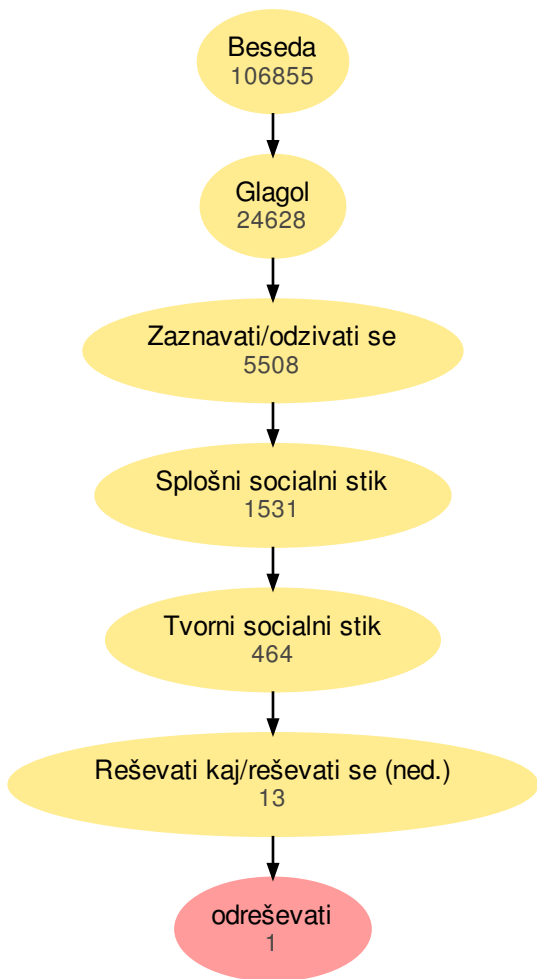 Beseda
106855
Glagol
24628
Zaznavati/odzivati se
5508
Splošni socialni stik
1531
Tvorni socialni stik
464
Reševati kaj/reševati se (ned.)
13
odreševati
1